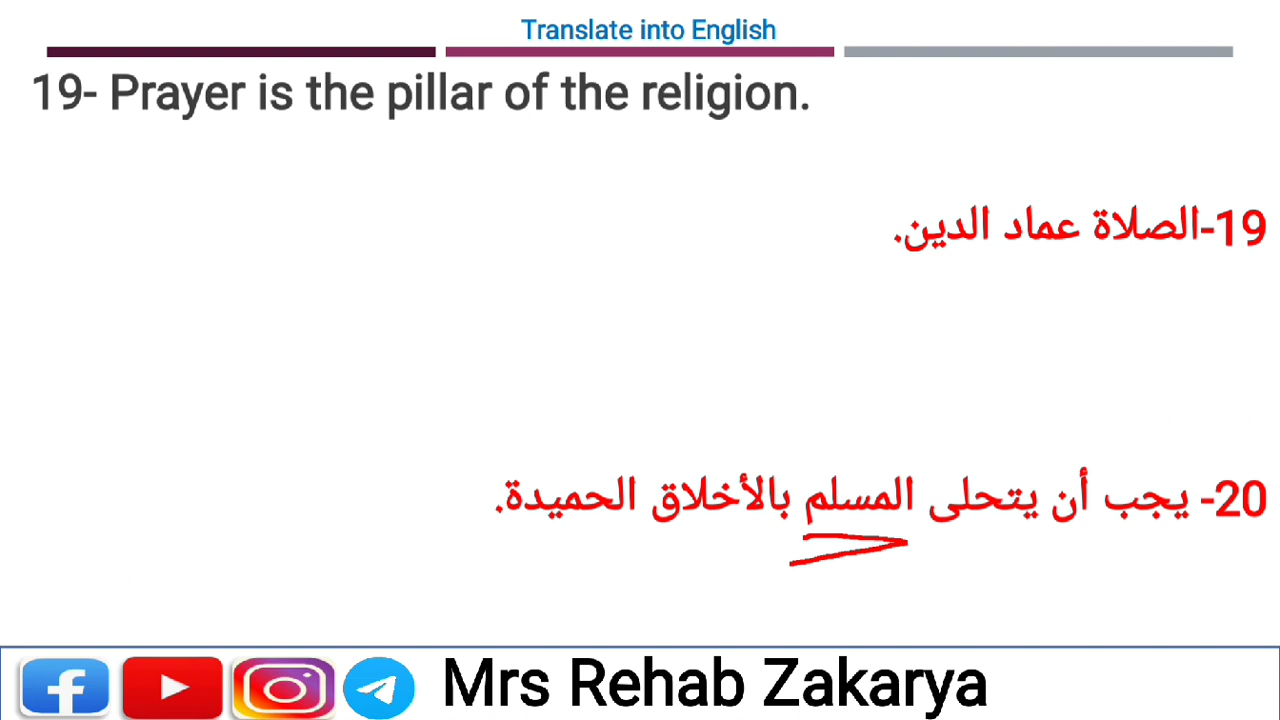 Translate into English
19- Prayer is the pillar of the religion.
19-الصلاة عماد الدين.
20- يجب أن يتحلى المسلم بالأخلاق الحميدة.
Mrs Rehab Zakarya